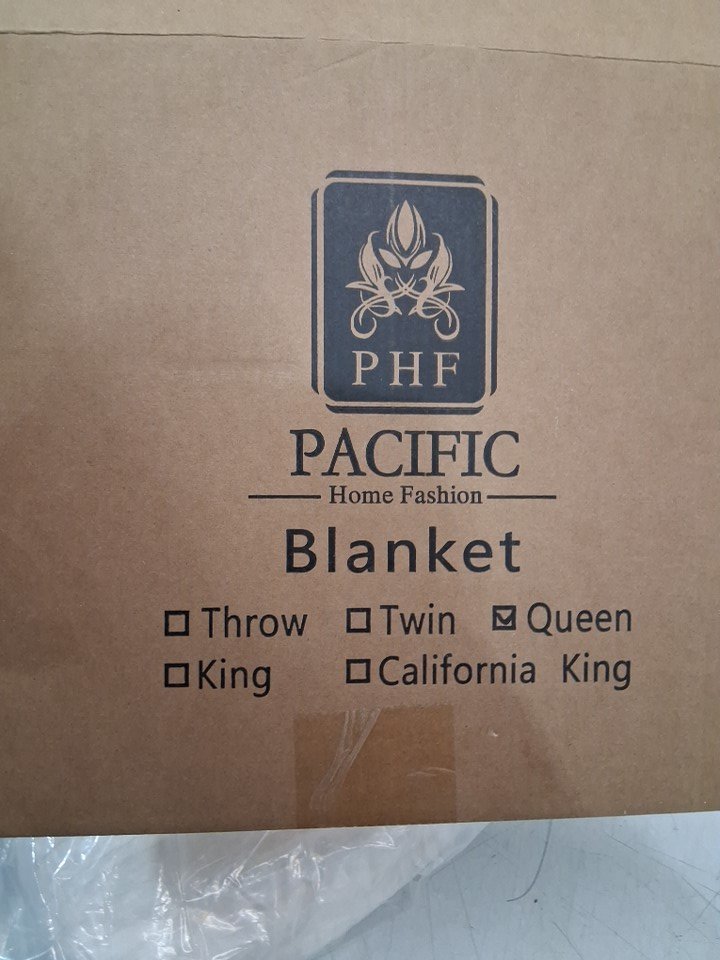 PHF
PACIFIC
Home Fashion
Blanket
☐ Throw ☐ Twin ☑ Queen
☐ King ☐ California King